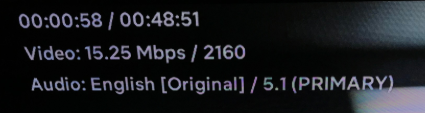 00:00:58 / 00:48:51
Video: 15.25 Mbps / 2160
Audio: English [Original] / 5.1 (PRIMARY)